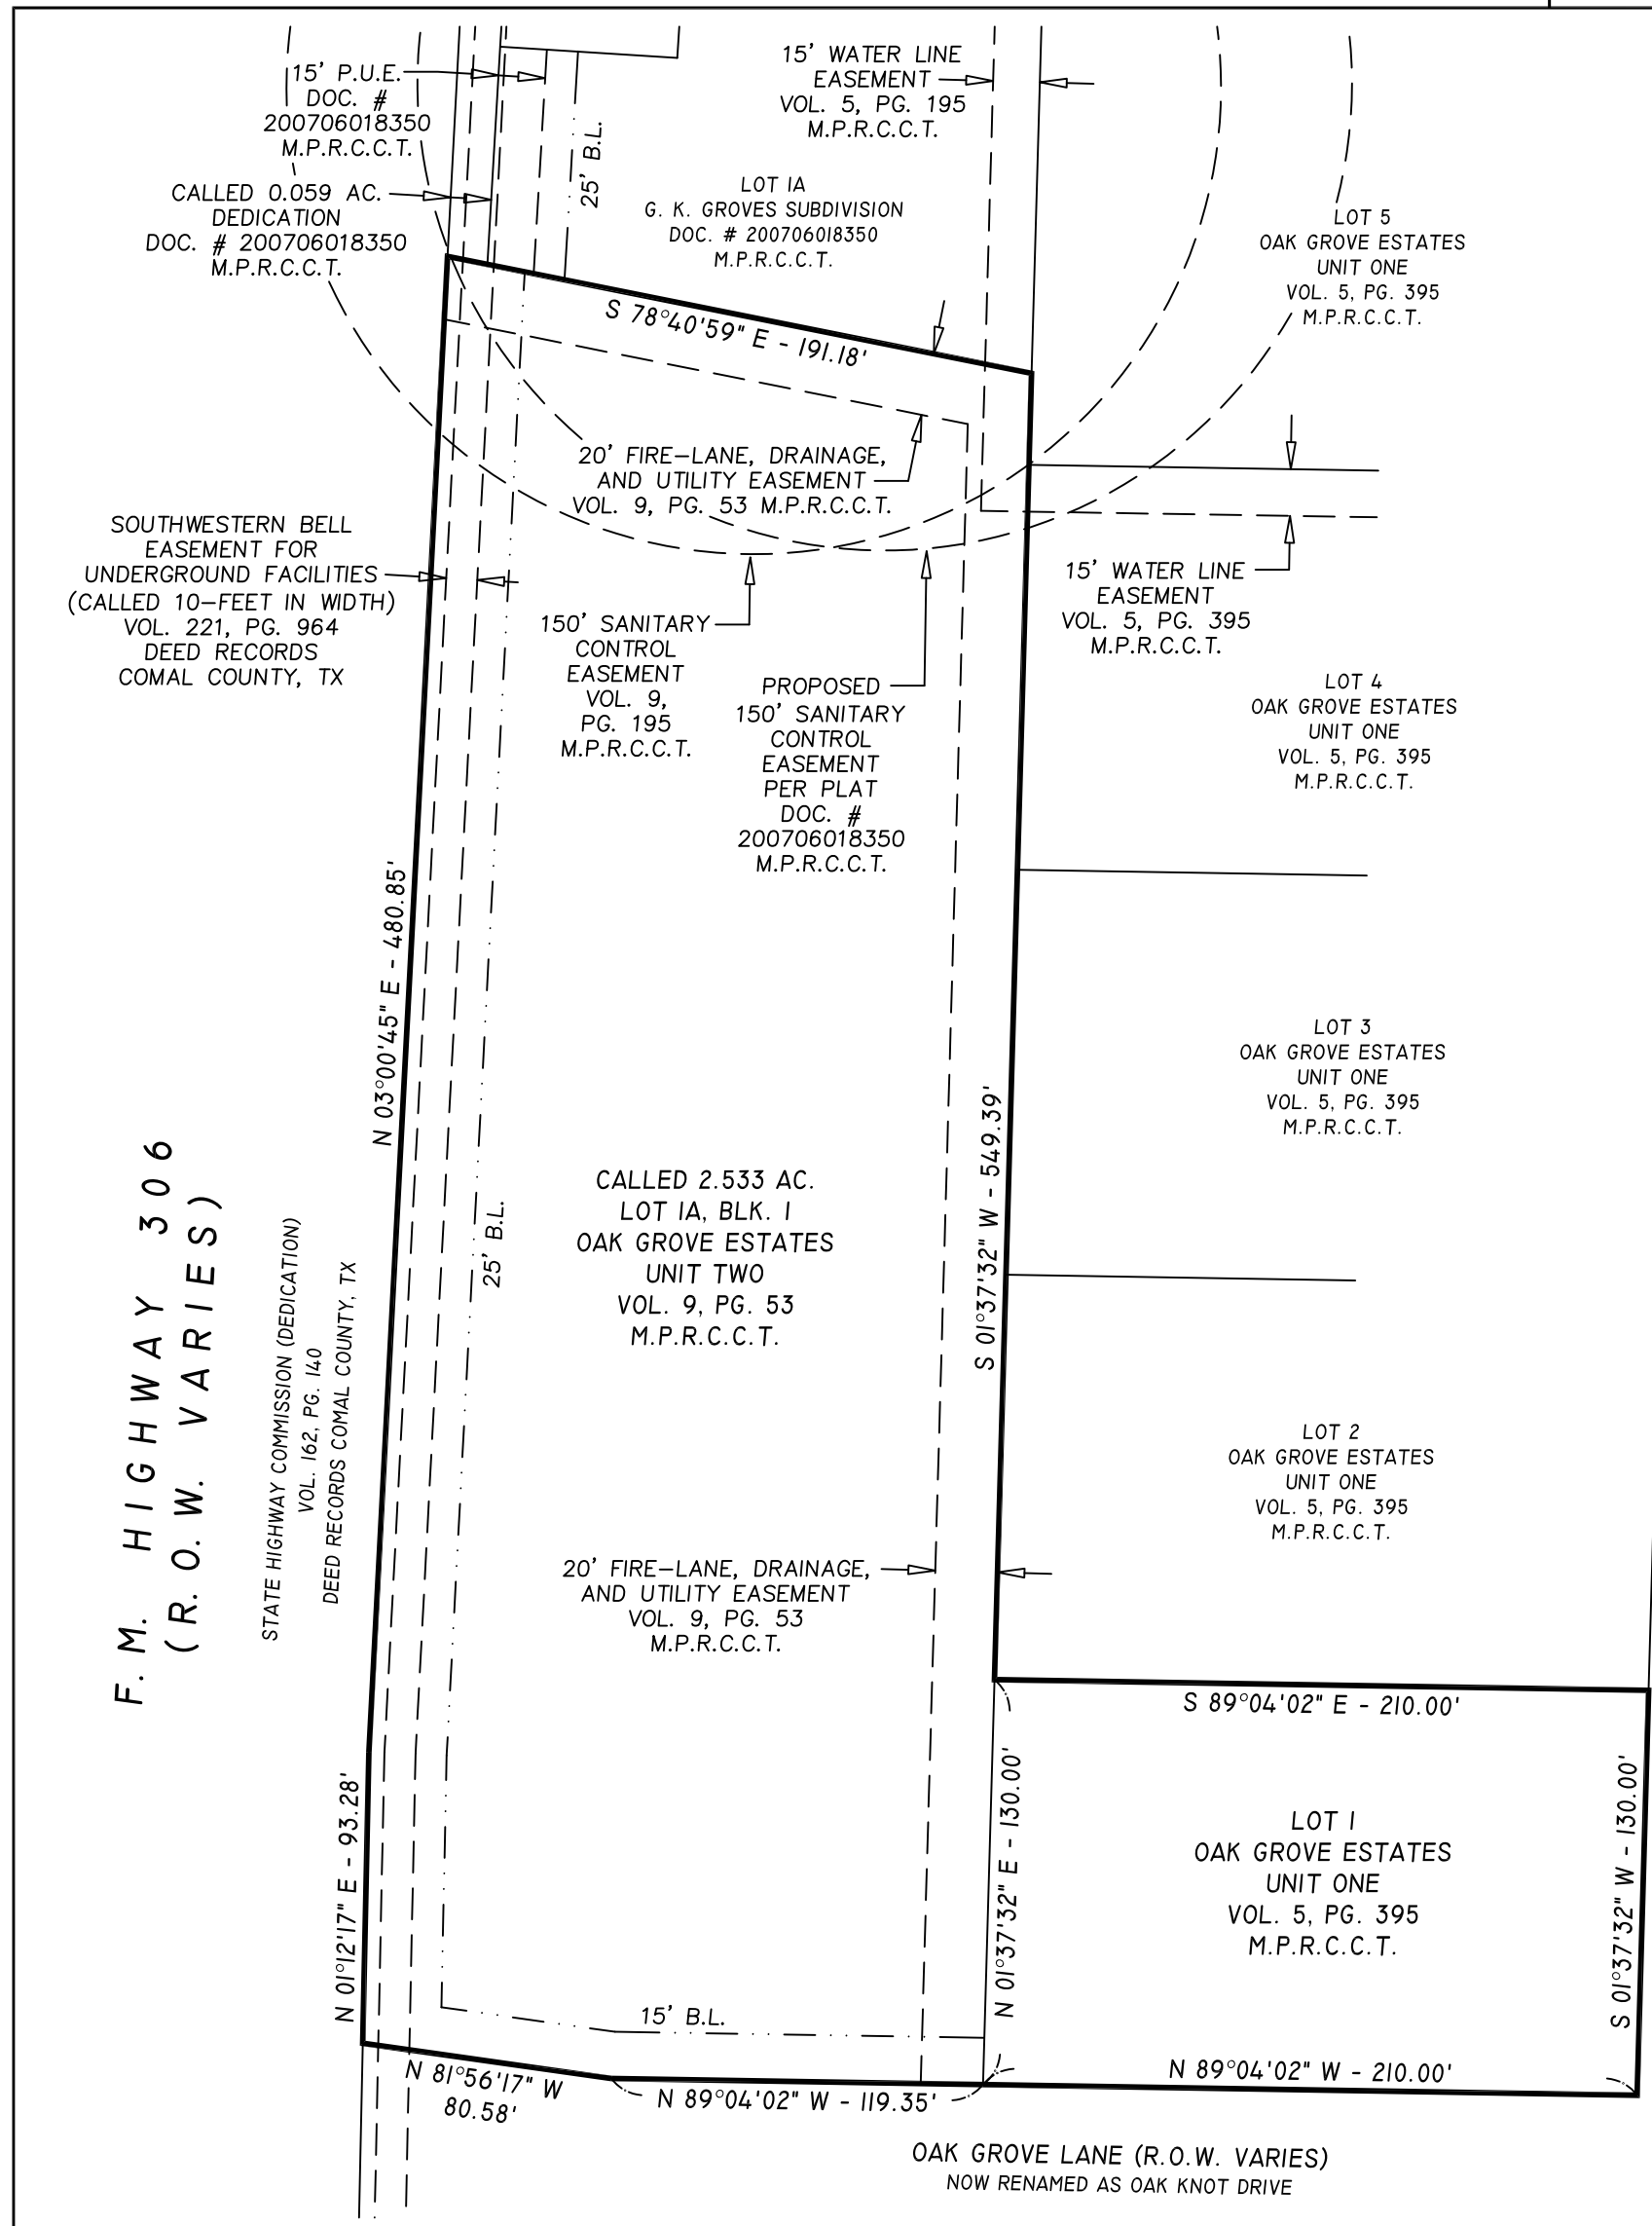 15' P.U.E.
DOC. #
200706018350
M.P.R.C.C.T.
CALLED 0.059 AC.
DEDICATION
DOC. # 200706018350
M.P.R.C.C.T.
25' B.L.
15' WATER LINE
EASEMENT
VOL. 5, PG. 195
M.P.R.C.C.T.
LOT 1A
G. K. GROVES SUBDIVISION
DOC. # 200706018350
M.P.R.C.C.T.
LOT 5
OAK GROVE ESTATES
UNIT ONE
VOL. 5, PG. 395
M.P.R.C.C.T.
S 78°40'59" E - 191.18'
20' FIRE-LANE, DRAINAGE,
AND UTILITY EASEMENT
VOL. 9, PG. 53 M.P.R.C.C.T.
SOUTHWESTERN BELL
EASEMENT FOR
UNDERGROUND FACILITIES
(CALLED 10-FEET IN WIDTH)
VOL. 221, PG. 964
DEED RECORDS
COMAL COUNTY, TX
150' SANITARY
CONTROL
EASEMENT
VOL. 9,
PG. 195
M.P.R.C.C.T.
PROPOSED
150' SANITARY
CONTROL
EASEMENT
PER PLAT
DOC. #
200706018350
M.P.R.C.C.T.
15' WATER LINE
EASEMENT
VOL. 5, PG. 395
M.P.R.C.C.T.
LOT 4
OAK GROVE ESTATES
UNIT ONE
VOL. 5, PG. 395
M.P.R.C.C.T.
N 03°00'45" E - 480.85'
LOT 3
OAK GROVE ESTATES
UNIT ONE
VOL. 5, PG. 395
M.P.R.C.C.T.
S 01°37'32" W - 549.39'
F.M. HIGHWAY 306
(R.O.W. VARIES)
STATE HIGHWAY COMMISSION (DEDICATION)
VOL. 162, PG. 140
DEED RECORDS COMAL COUNTY, TX
25' B.L.
CALLED 2.533 AC.
LOT 1A, BLK. 1
OAK GROVE ESTATES
UNIT TWO
VOL. 9, PG. 53
M.P.R.C.C.T.
LOT 2
OAK GROVE ESTATES
UNIT ONE
VOL. 5, PG. 395
M.P.R.C.C.T.
20' FIRE-LANE, DRAINAGE,
AND UTILITY EASEMENT
VOL. 9, PG. 53
M.P.R.C.C.T.
S 89°04'02" E - 210.00'
N 01°12'17" E - 93.28'
N 01°37'32" E - 130.00'
LOT 1
OAK GROVE ESTATES
UNIT ONE
VOL. 5, PG. 395
M.P.R.C.C.T.
S 01°37'32" W - 130.00'
15' B.L.
N 81°56'17" W
80.58'
N 89°04'02" W - 119.35'
N 89°04'02" W - 210.00'
OAK GROVE LANE (R.O.W. VARIES)
NOW RENAMED AS OAK KNOT DRIVE